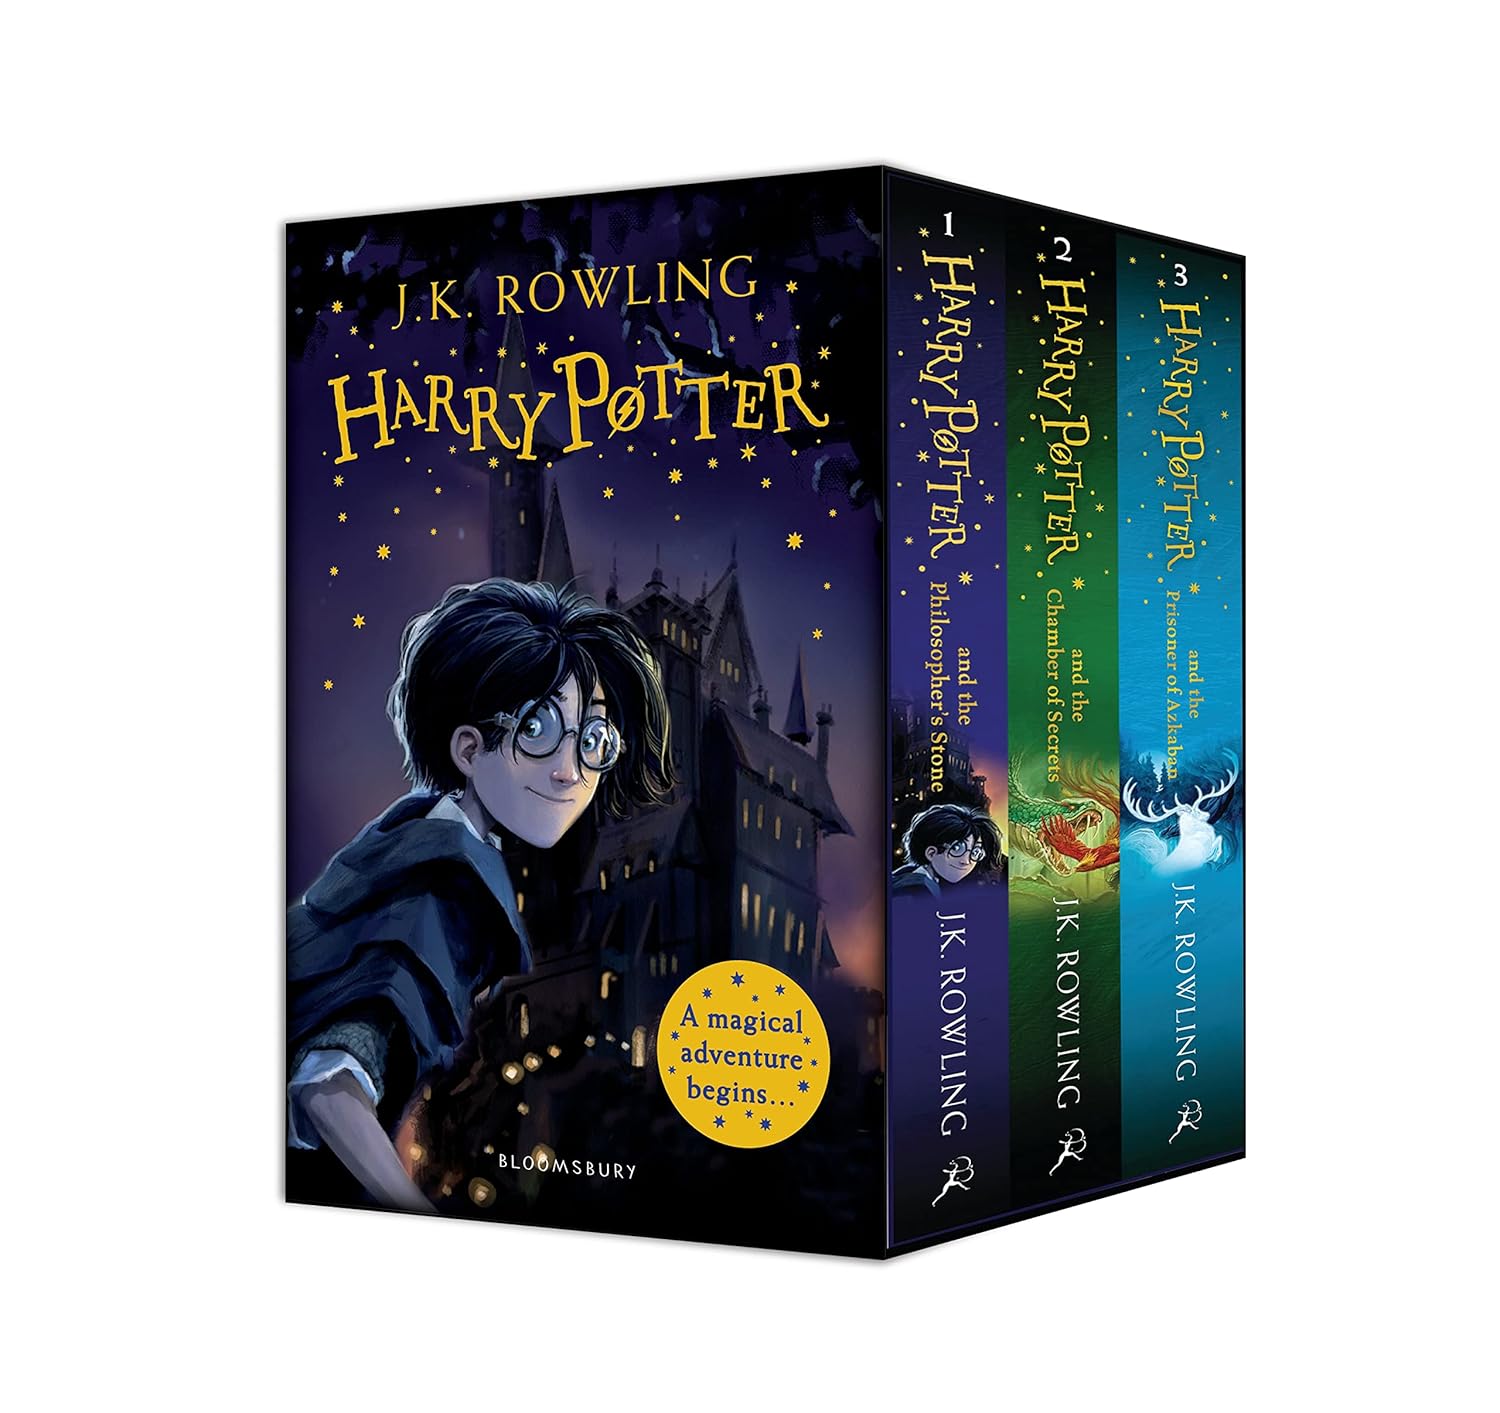 J.K. ROWLING
HARRY POTTER
A magical
adventure
begins...
BLOOMSBURY
1
HARRY POTTER
and the
Philosopher's Stone
J.K. ROWLING
2
HARRY POTTER
and the
Chamber of Secrets
J.K. ROWLING
3
HARRY POTTER
and the
Prisoner of Azkaban
J.K. ROWLING